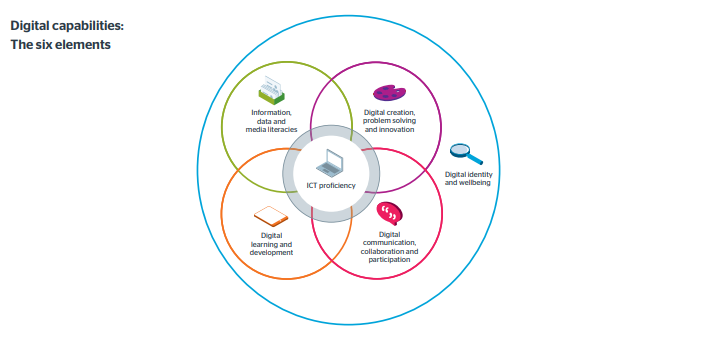 Digital capabilities:
The six elements
Information,
data and
media literacies
Digital creation,
problem solving
and innovation
ICT proficiency
Digital identity
and wellbeing
Digital
learning and
development
Digital
communication,
collaboration and
participation